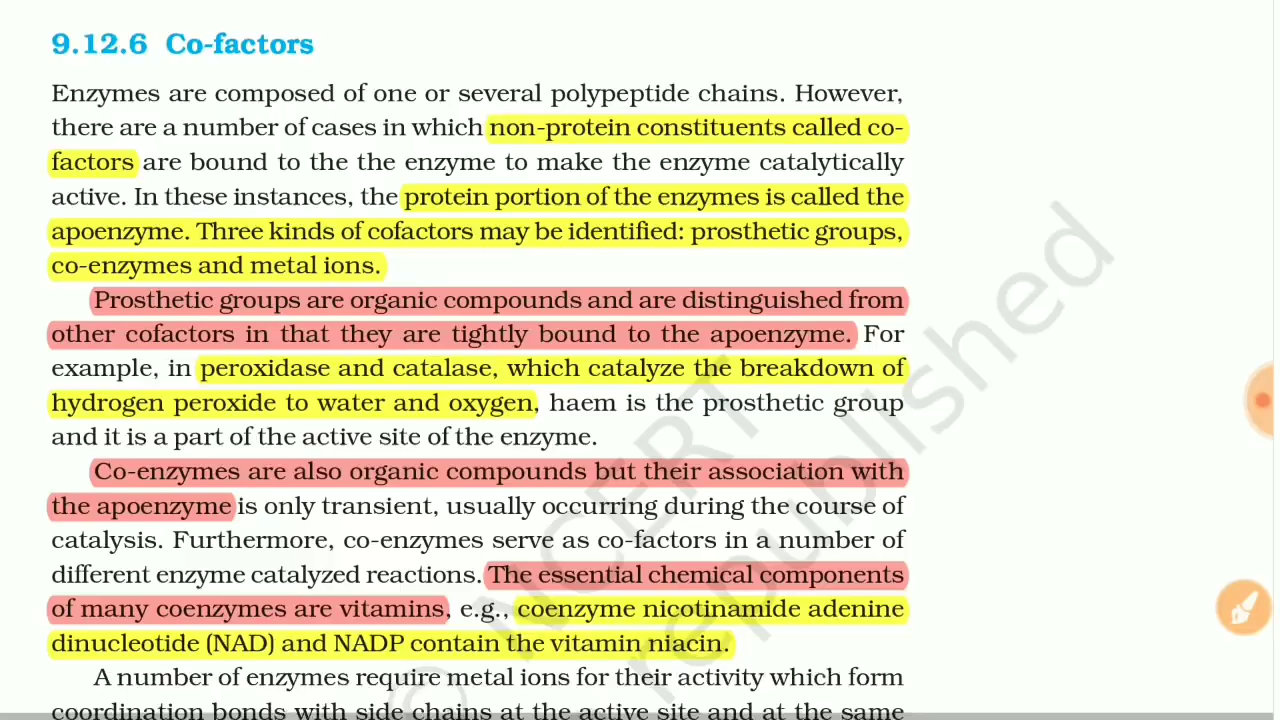 9.12.6 Co-factors
Enzymes are composed of one or several polypeptide chains. However,
there are a number of cases in which non-protein constituents called co-
factors are bound to the the enzyme to make the enzyme catalytically
active. In these instances, the protein portion of the enzymes is called the
apoenzyme. Three kinds of cofactors may be identified: prosthetic groups,
co-enzymes and metal ions.
Prosthetic groups are organic compounds and are distinguished from
other cofactors in that they are tightly bound to the apoenzyme. For
example, in peroxidase and catalase, which catalyze the breakdown of
hydrogen peroxide to water and oxygen, haem is the prosthetic group
and it is a part of the active site of the enzyme.
Co-enzymes are also organic compounds but their association with
the apoenzyme is only transient, usually occurring during the course of
catalysis. Furthermore, co-enzymes serve as co-factors in a number of
different enzyme catalyzed reactions. The essential chemical components
of many coenzymes are vitamins, e.g., coenzyme nicotinamide adenine
dinucleotide (NAD) and NADP contain the vitamin niacin.
A number of enzymes require metal ions for their activity which form
coordination bonds with side chains at the active site and at the same
© NCERT
republished